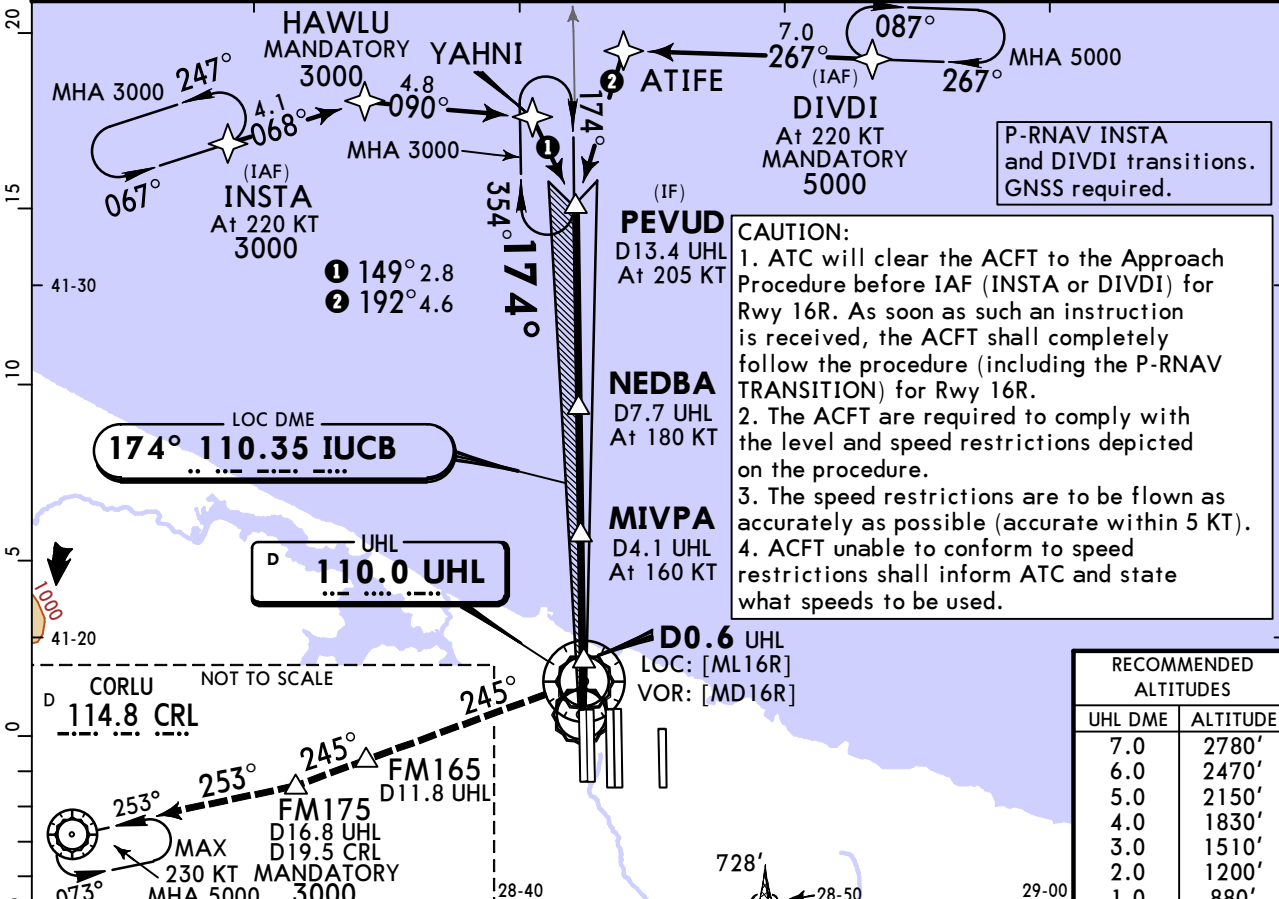 20
HAWLU
MANDATORY
3000
YAHNI
7.0
267°
(IAF)
087°
MHA 5000
267°
247°
MHA 3000
4.1
068°
4.8
090°
ATIFE
174°
DIVDI
At 220 KT
MANDATORY
5000
P-RNAV INSTA
and DIVDI transitions.
GNSS required.
067°
(IAF)
INSTA
At 220 KT
3000
MHA 3000
354°
15
(IF)
PEVUD
D13.4 UHL
At 205 KT
1 149° 2.8
2 192° 4.6
1
2
174°
41-30
CAUTION:
1. ATC will clear the ACFT to the Approach
Procedure before IAF (INSTA or DIVDI) for
Rwy 16R. As soon as such an instruction
is received, the ACFT shall completely
follow the procedure (including the P-RNAV
TRANSITION) for Rwy 16R.
2. The ACFT are required to comply with
the level and speed restrictions depicted
on the procedure.
3. The speed restrictions are to be flown as
accurately as possible (accurate within 5 KT).
4. ACFT unable to conform to speed
restrictions shall inform ATC and state
what speeds to be used.
10
NEDBA
D7.7 UHL
At 180 KT
LOC DME
174° 110.35 IUCB
MIVPA
D4.1 UHL
At 160 KT
5
UHL
D 110.0 UHL
1000
41-20
D0.6 UHL
LOC: [ML16R]
VOR: [MD16R]
NOT TO SCALE
CORLU
D 114.8 CRL
245°
245°
253°
253°
FM165
D11.8 UHL
FM175
D16.8 UHL
D19.5 CRL
MANDATORY
3000
MAX
230 KT
MHA 5000
073°
0
28-40
728'
28-50
29-00
RECOMMENDED
ALTITUDES
UHL DME ALTITUDE
7.0 2780'
6.0 2470'
5.0 2150'
4.0 1830'
3.0 1510'
2.0 1200'
1.0 880'